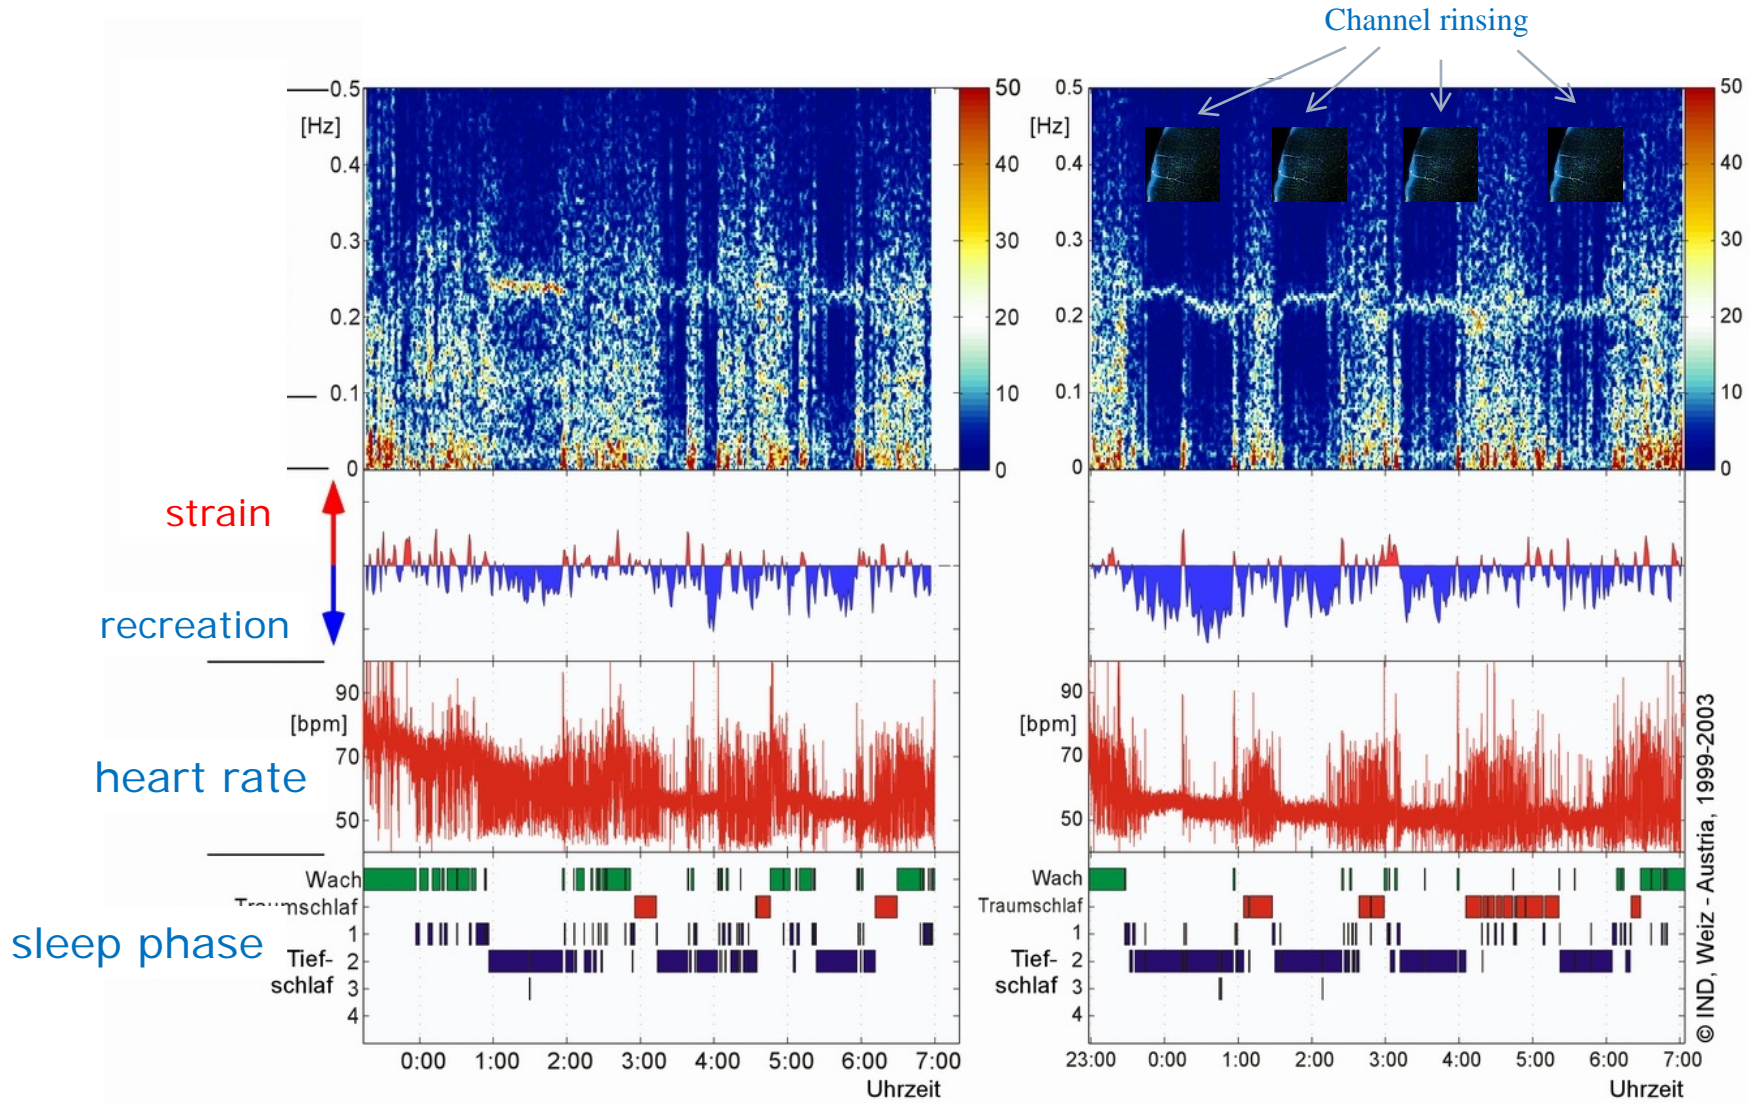 Channel rinsing
0.5
[Hz]
0.4
0.3
0.2
0.1
0
50
40
30
20
10
0
0.5
[Hz]
0.4
0.3
0.2
0.1
0
50
40
30
20
10
0
strain
recreation
90
[bpm]
70
50
heart rate
90
[bpm]
70
50
Wach
Traumschlaf
1
Tief- 2
schlaf 3
4
sleep phase
Wach
Traumschlaf
1
Tief- 2
schlaf 3
4
0:00 1:00 2:00 3:00 4:00 5:00 6:00 7:00
Uhrzeit
23:00 0:00 1:00 2:00 3:00 4:00 5:00 6:00 7:00
Uhrzeit
© IND, Weiz - Austria, 1999-2003